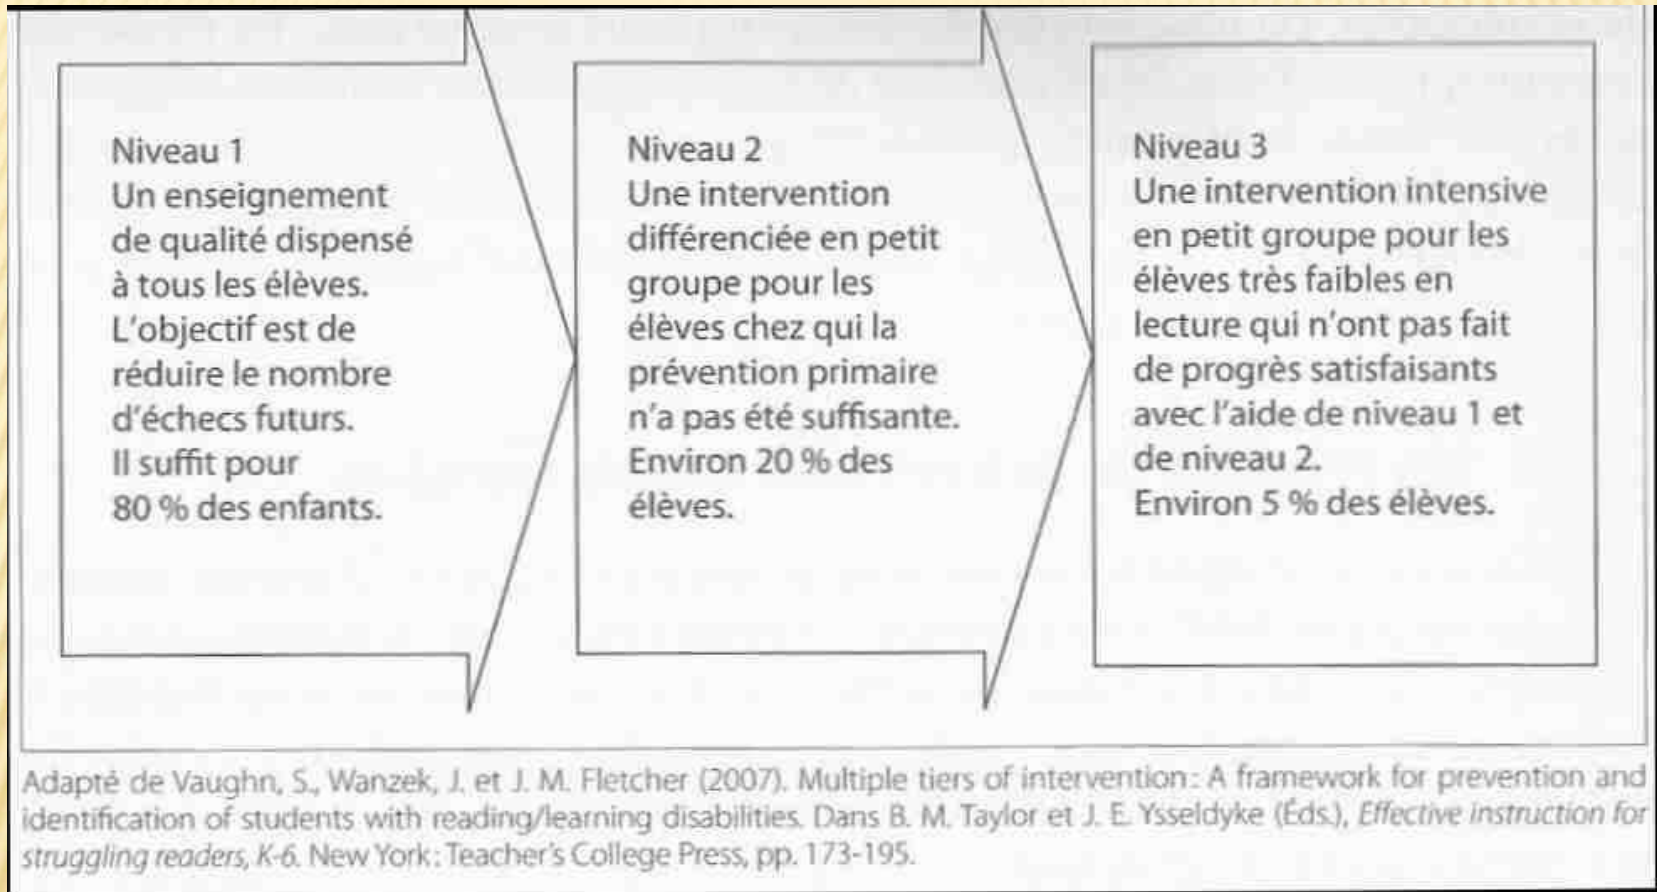 Niveau 1
Un enseignement
de qualité dispensé
à tous les élèves.
L'objectif est de
réduire le nombre
d'échecs futurs.
Il suffit pour
80 % des enfants.
Niveau 2
Une intervention
différenciée en petit
groupe pour les
élèves chez qui la
prévention primaire
n'a pas été suffisante.
Environ 20 % des
élèves.
Niveau 3
Une intervention intensive
en petit groupe pour les
élèves très faibles en
lecture qui n'ont pas fait
de progrès satisfaisants
avec l'aide de niveau 1 et
de niveau 2.
Environ 5 % des élèves.
Adapté de Vaughn, S., Wanzek, J. et J. M. Fletcher (2007). Multiple tiers of intervention : A framework for prevention and
identification of students with reading/learning disabilities. Dans B. M. Taylor et J. E. Ysseldyke (Éds.), Effective instruction for
struggling readers, K-6. New York : Teacher's College Press, pp. 173-195.